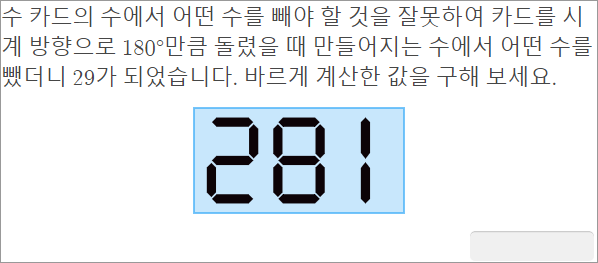 수 카드의 수에서 어떤 수를 빼야 할 것을 잘못하여 카드를 시
계 방향으로 180°만큼 돌렸을 때 만들어지는 수에서 어떤 수를
뺐더니 29가 되었습니다. 바르게 계산한 값을 구해 보세요.
281